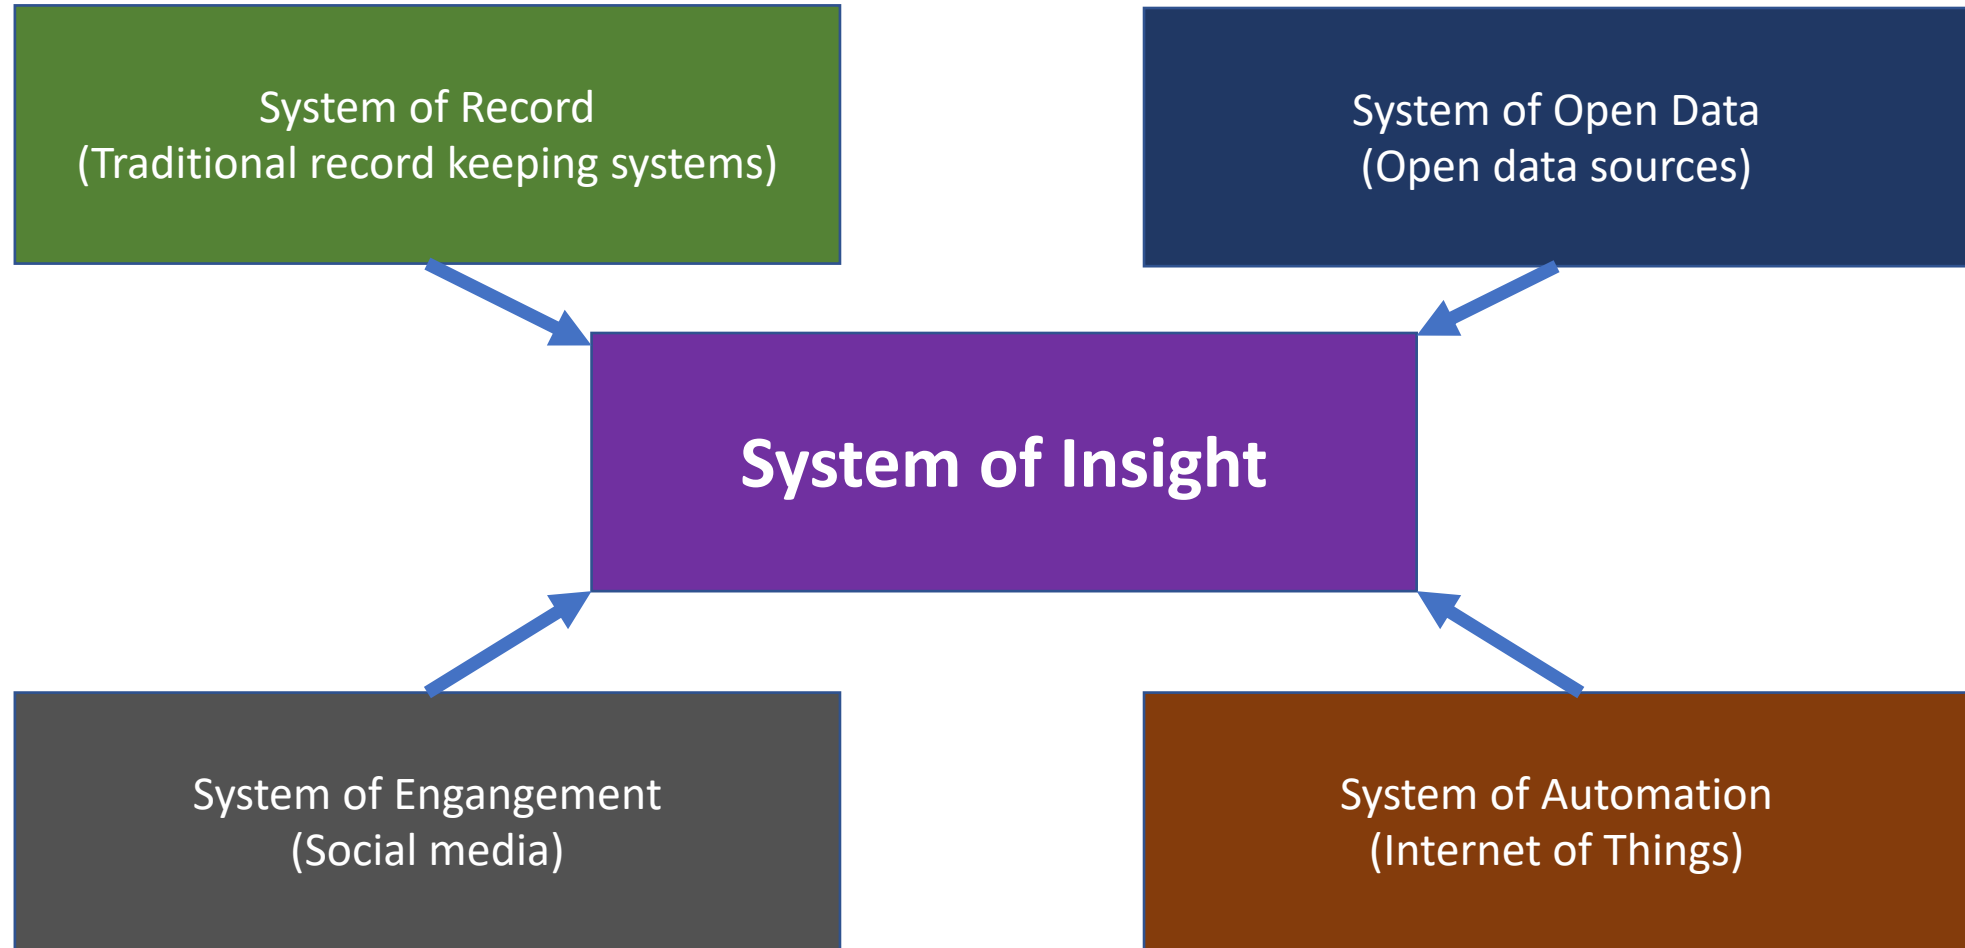 System of Record
(Traditional record keeping systems)
System of Open Data
(Open data sources)
System of Insight
System of Engangement
(Social media)
System of Automation
(Internet of Things)